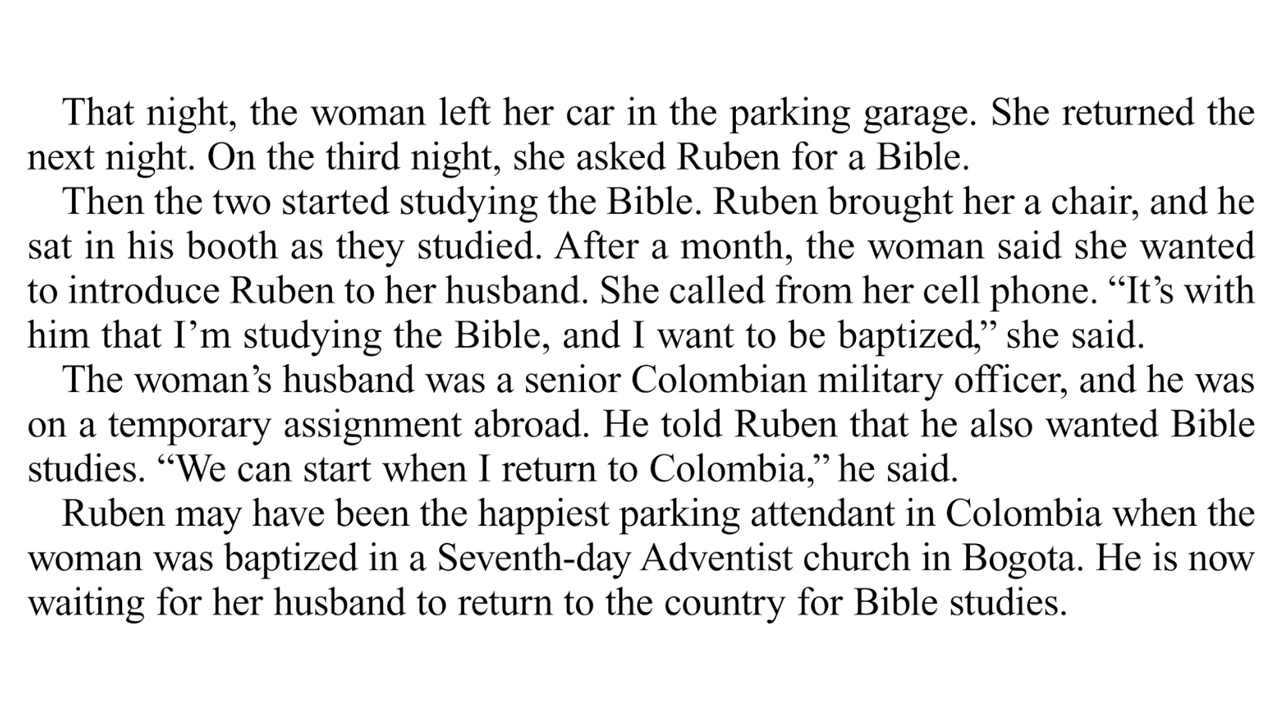 That night, the woman left her car in the parking garage. She returned the
next night. On the third night, she asked Ruben for a Bible.
Then the two started studying the Bible. Ruben brought her a chair, and he
sat in his booth as they studied. After a month, the woman said she wanted
to introduce Ruben to her husband. She called from her cell phone. “It’s with
him that I’m studying the Bible, and I want to be baptized,” she said.
The woman’s husband was a senior Colombian military officer, and he was
on a temporary assignment abroad. He told Ruben that he also wanted Bible
studies. “We can start when I return to Colombia,” he said.
Ruben may have been the happiest parking attendant in Colombia when the
woman was baptized in a Seventh-day Adventist church in Bogota. He is now
waiting for her husband to return to the country for Bible studies.